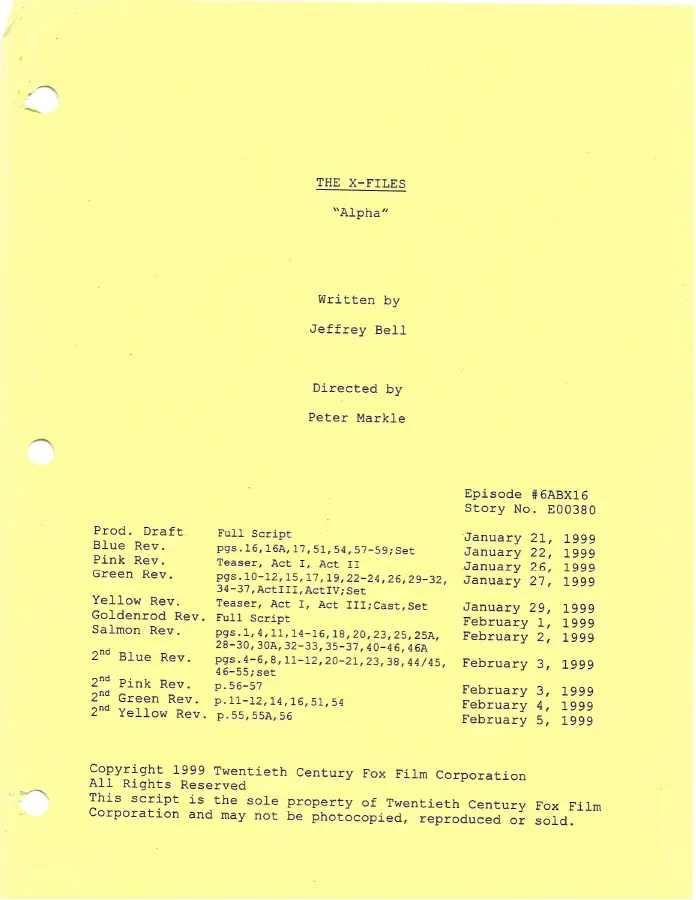 THE X-FILES
"Alpha"
Written by
Jeffrey Bell
Directed by
Peter Markle
Episode #6ABX16
Story No. E00380
Prod. Draft Full Script January 21, 1999
Blue Rev. pgs.16,16A,17,51,54,57-59;Set January 22, 1999
Pink Rev. Teaser, Act I, Act II January 26, 1999
Green Rev. pgs.10-12,15,17,19,22-24,26,29-32, January 27, 1999
34-37,ActIII,ActIV;Set
Yellow Rev. Teaser, Act I, Act III;Cast,Set January 29, 1999
Goldenrod Rev. Full Script February 1, 1999
Salmon Rev. pgs.1,4,11,14-16,18,20,23,25,25A, February 2, 1999
28-30,30A,32-33,35-37,40-46,46A
2nd Blue Rev. pgs.4-6,8,11-12,20-21,23,38,44/45, February 3, 1999
46-55;set
2nd Pink Rev. p.56-57 February 3, 1999
2nd Green Rev. p.11-12,14,16,51,54 February 4, 1999
2nd Yellow Rev. p.55,55A,56 February 5, 1999
Copyright 1999 Twentieth Century Fox Film Corporation
All Rights Reserved
This script is the sole property of Twentieth Century Fox Film
Corporation and may not be photocopied, reproduced or sold.